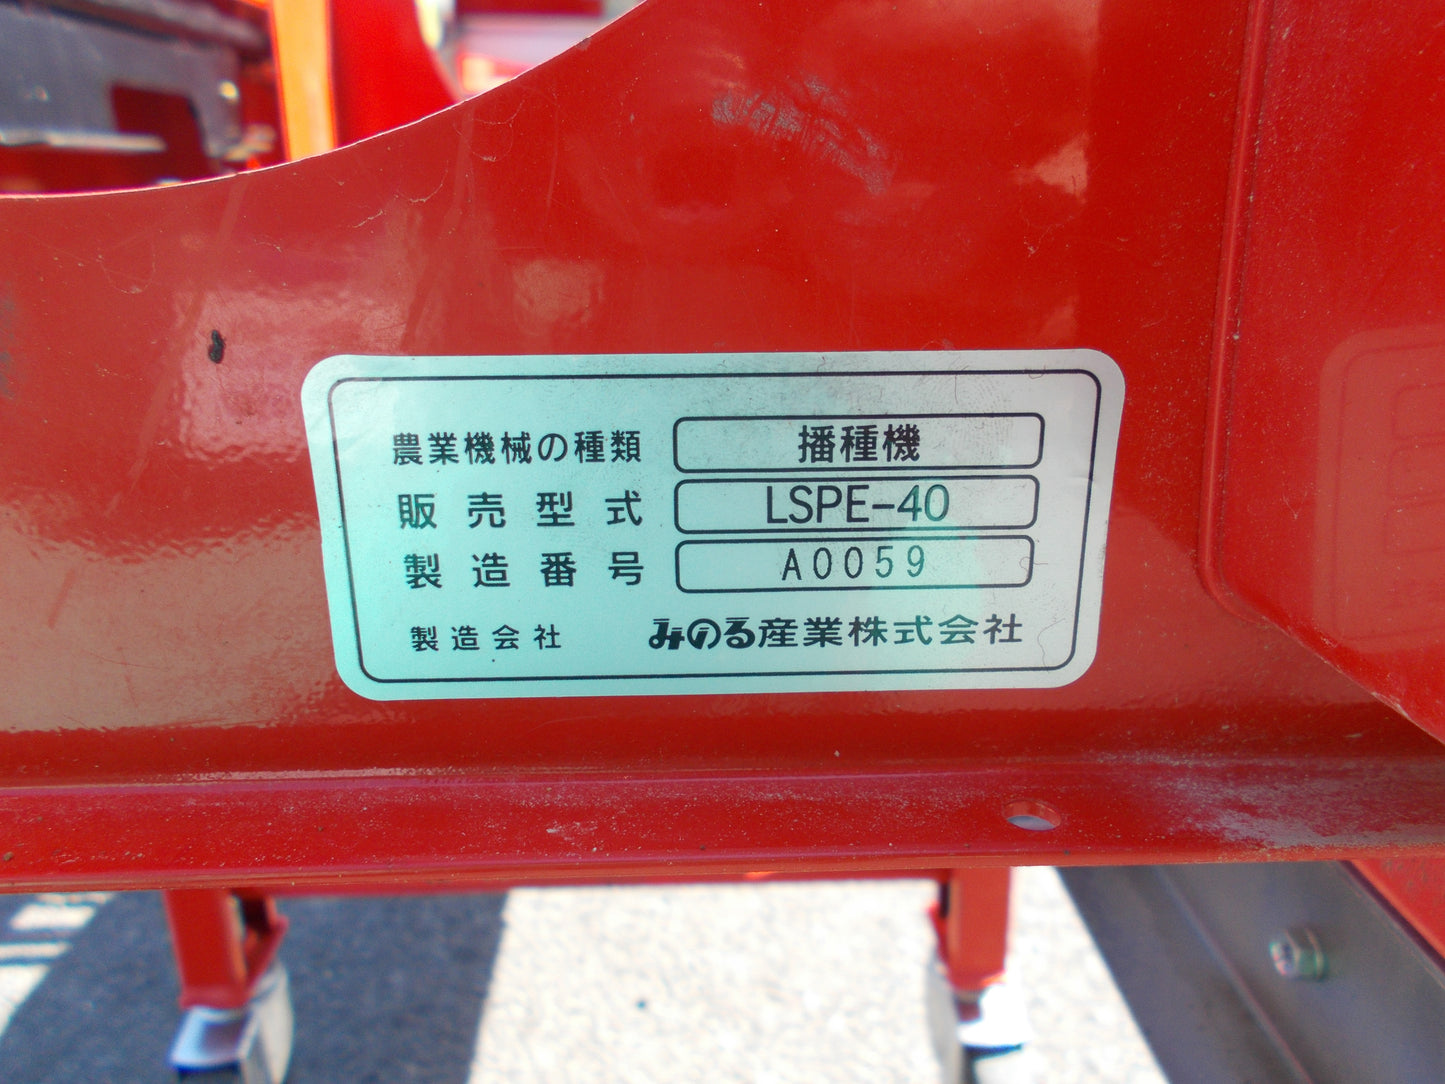 農業機械の種類 播種機
販売型式 LSPE-40
製造番号 A0059
製造会社 みのる産業株式会社